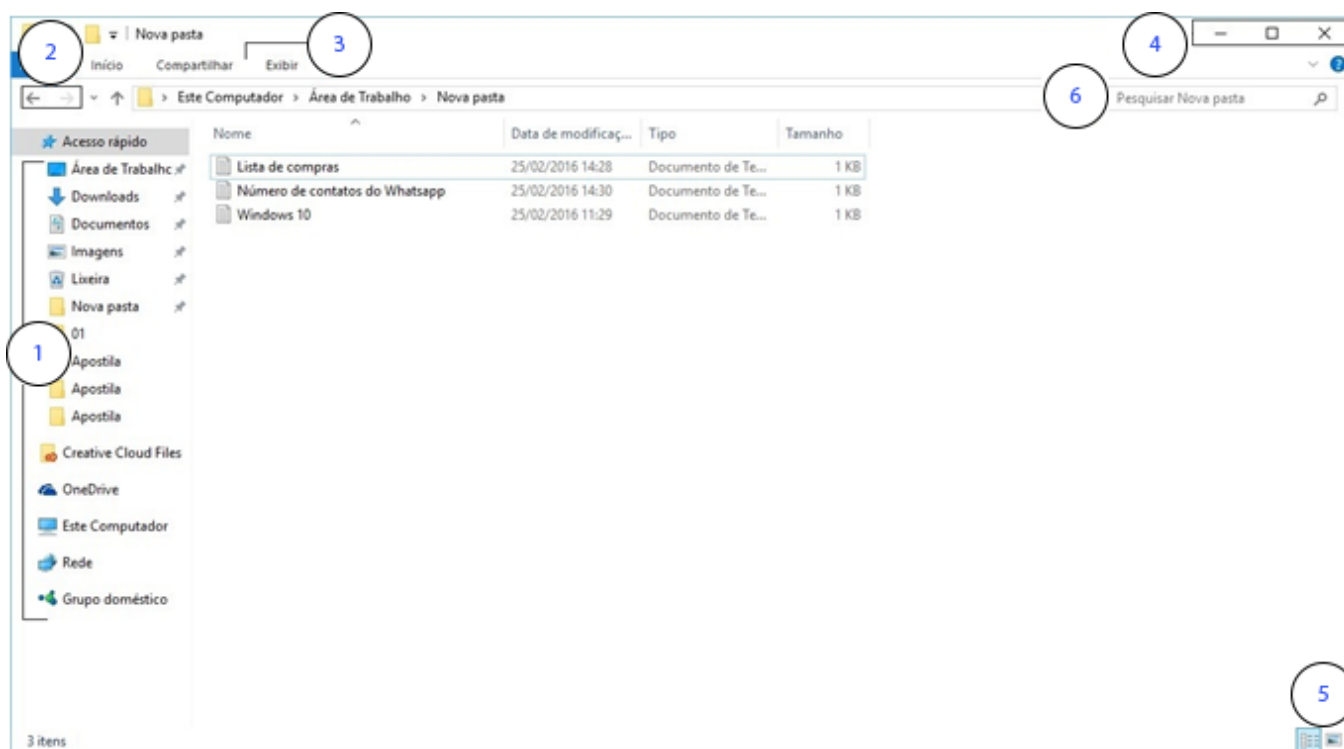 Nova pasta
2
3
4
Início Compartilhar Exibir
Este Computador > Área de Trabalho > Nova pasta
6
Pesquisar Nova pasta
Acesso rápido
Nome Data de modificaç... Tipo Tamanho
Área de Trabalhc
Lista de compras 25/02/2016 14:28 Documento de Te... 1 KB
Downloads
Número de contatos do Whatsapp 25/02/2016 14:30 Documento de Te... 1 KB
Documentos
Windows 10 25/02/2016 11:29 Documento de Te... 1 KB
Imagens
Lixeira
Nova pasta
01
1
Apostila
Apostila
Apostila
Creative Cloud Files
OneDrive
Este Computador
Rede
Grupo doméstico
5
3 itens